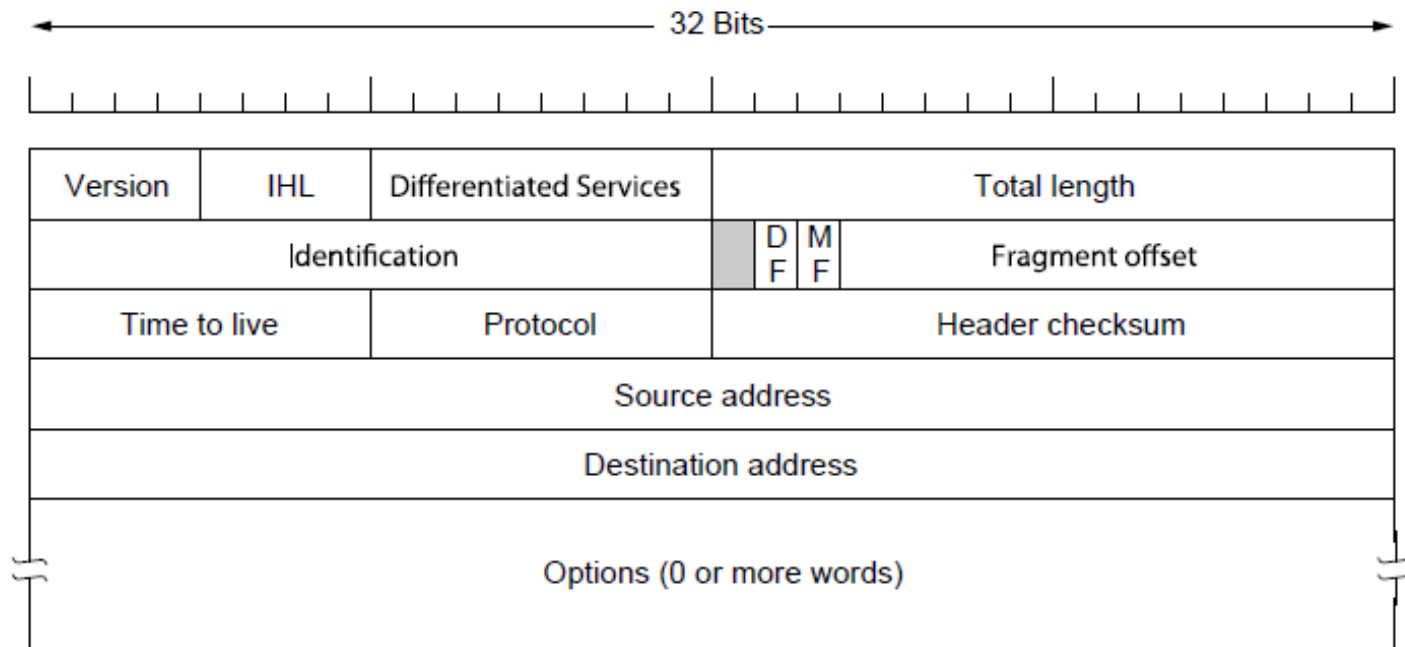 32 Bits
Version IHL Differentiated Services Total length
Identification D F M F Fragment offset
Time to live Protocol Header checksum
Source address
Destination address
Options (0 or more words)